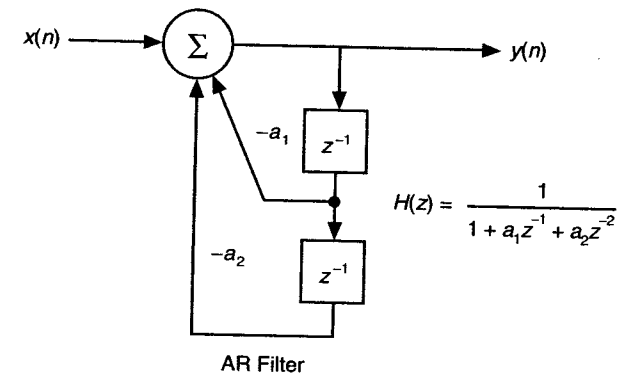 x(n)
Σ
y(n)
-a₁
z⁻¹
H(z) = 1 / (1 + a₁z⁻¹ + a₂z⁻²)
-a₂
z⁻¹
AR Filter